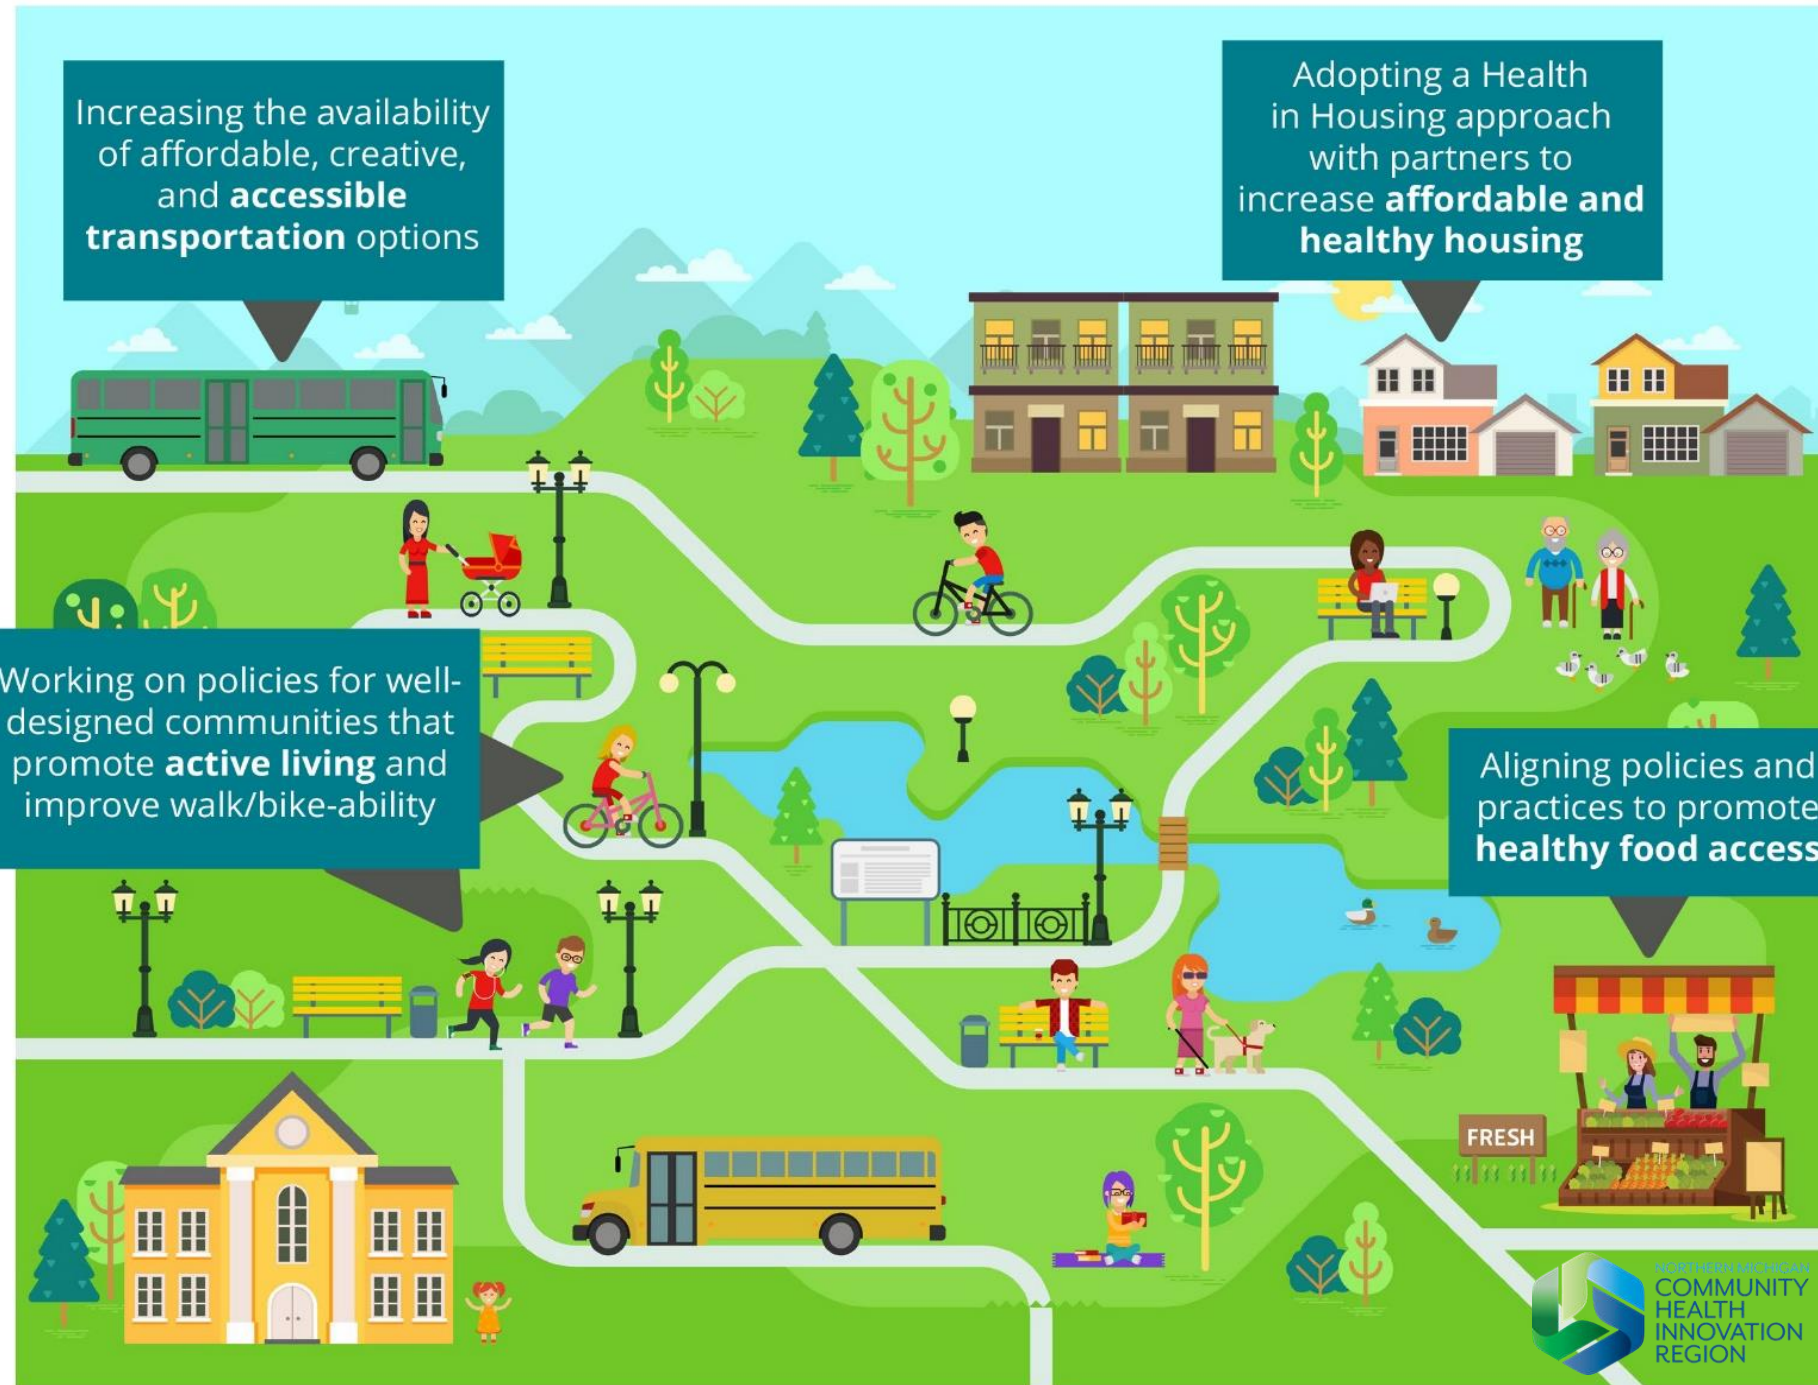 Increasing the availability
of affordable, creative,
and accessible
transportation options
Adopting a Health
in Housing approach
with partners to
increase affordable and
healthy housing
Working on policies for well-
designed communities that
promote active living and
improve walk/bike-ability
Aligning policies and
practices to promote
healthy food access
FRESH
NORTHERN MICHIGAN
COMMUNITY
HEALTH
INNOVATION
REGION